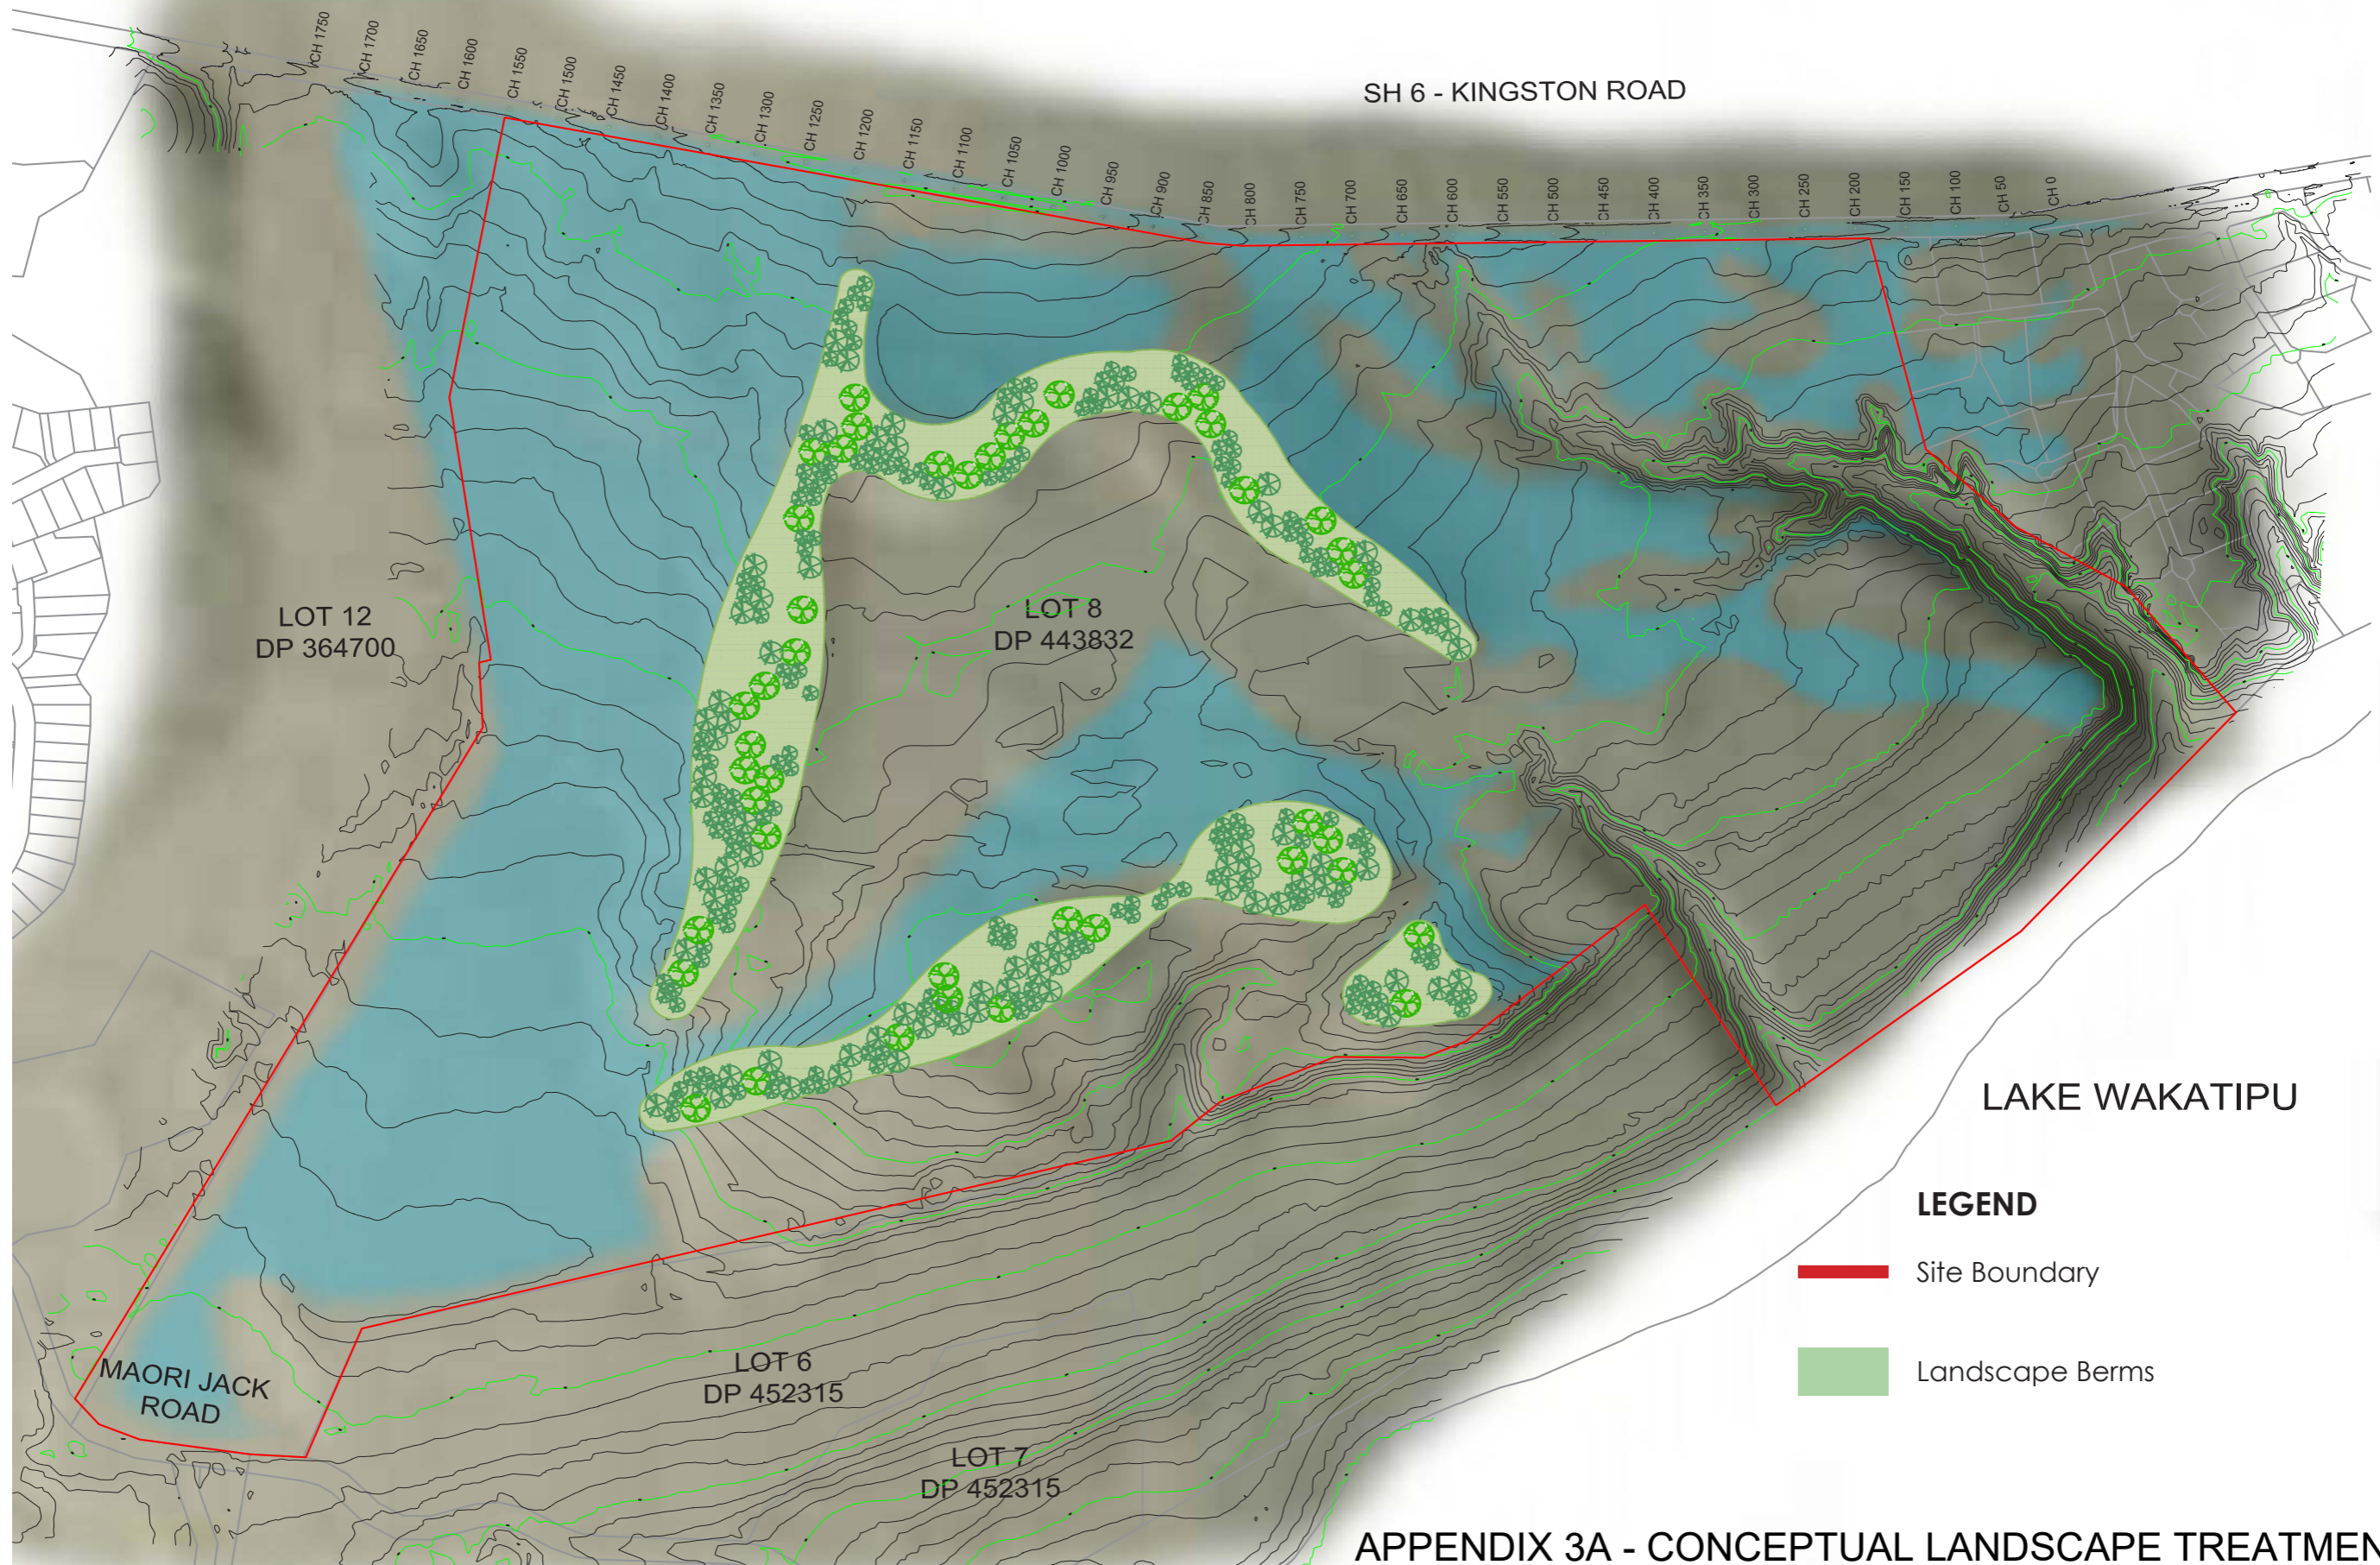 CH 1750
CH 1700
CH 1650
CH 1600
CH 1550
CH 1500
CH 1450
CH 1400
CH 1350
CH 1300
CH 1250
CH 1200
CH 1150
CH 1100
CH 1050
CH 1000
CH 950
CH 900
CH 850
CH 800
CH 750
CH 700
CH 650
CH 600
CH 550
CH 500
CH 450
CH 400
CH 350
CH 300
CH 250
CH 200
CH 150
CH 100
CH 50
CH 0
SH 6 - KINGSTON ROAD
LOT 12
DP 364700
LOT 8
DP 443832
LAKE WAKATIPU
LEGEND
Site Boundary
Landscape Berms
MAORI JACK
ROAD
LOT 6
DP 452315
LOT 7
DP 452315
APPENDIX 3A - CONCEPTUAL LANDSCAPE TREATMEN